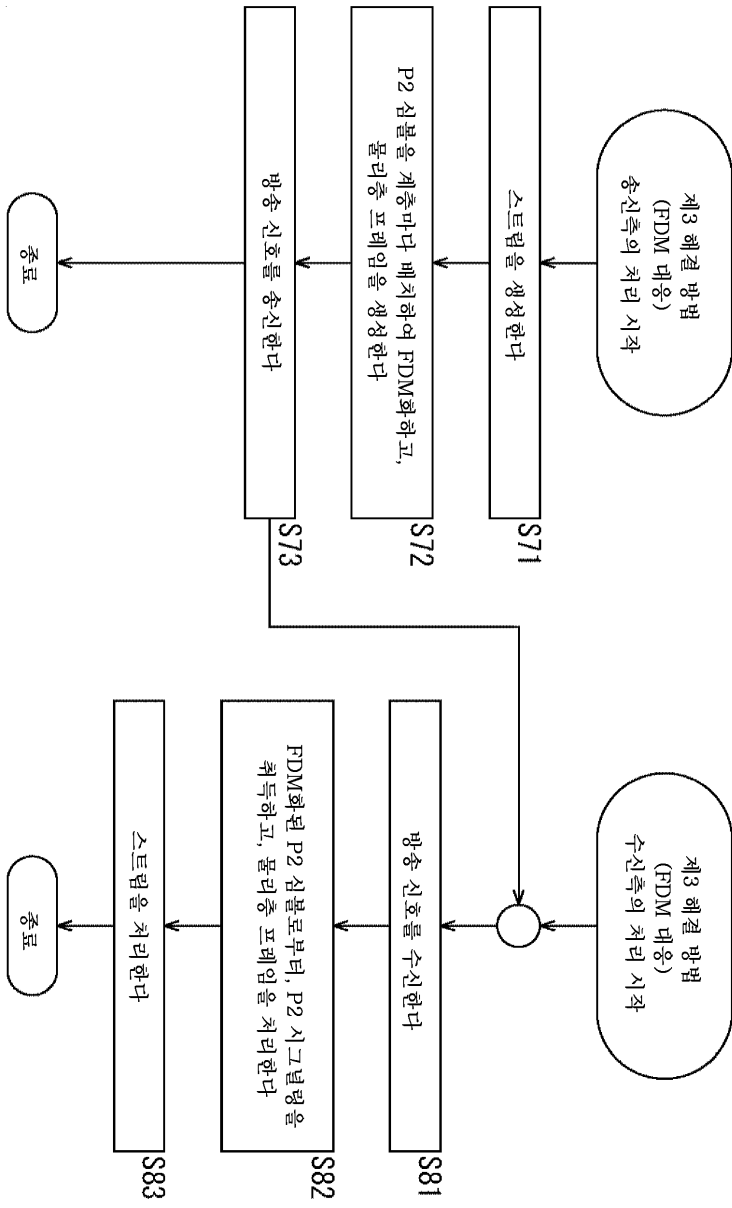 제3 해결 방법
(FDM 대응)
송신측의 처리 시작
스트림을 생성한다
S71
P2 심볼을 계층마다 배치하여 FDM화하고,
물리층 프레임을 생성한다
S72
방송 신호를 송신한다
S73
종료
제3 해결 방법
(FDM 대응)
수신측의 처리 시작
방송 신호를 수신한다
S81
FDM화된 P2 심볼로부터, P2 시그널링을
취득하고, 물리층 프레임을 처리한다
S82
스트림을 처리한다
S83
종료